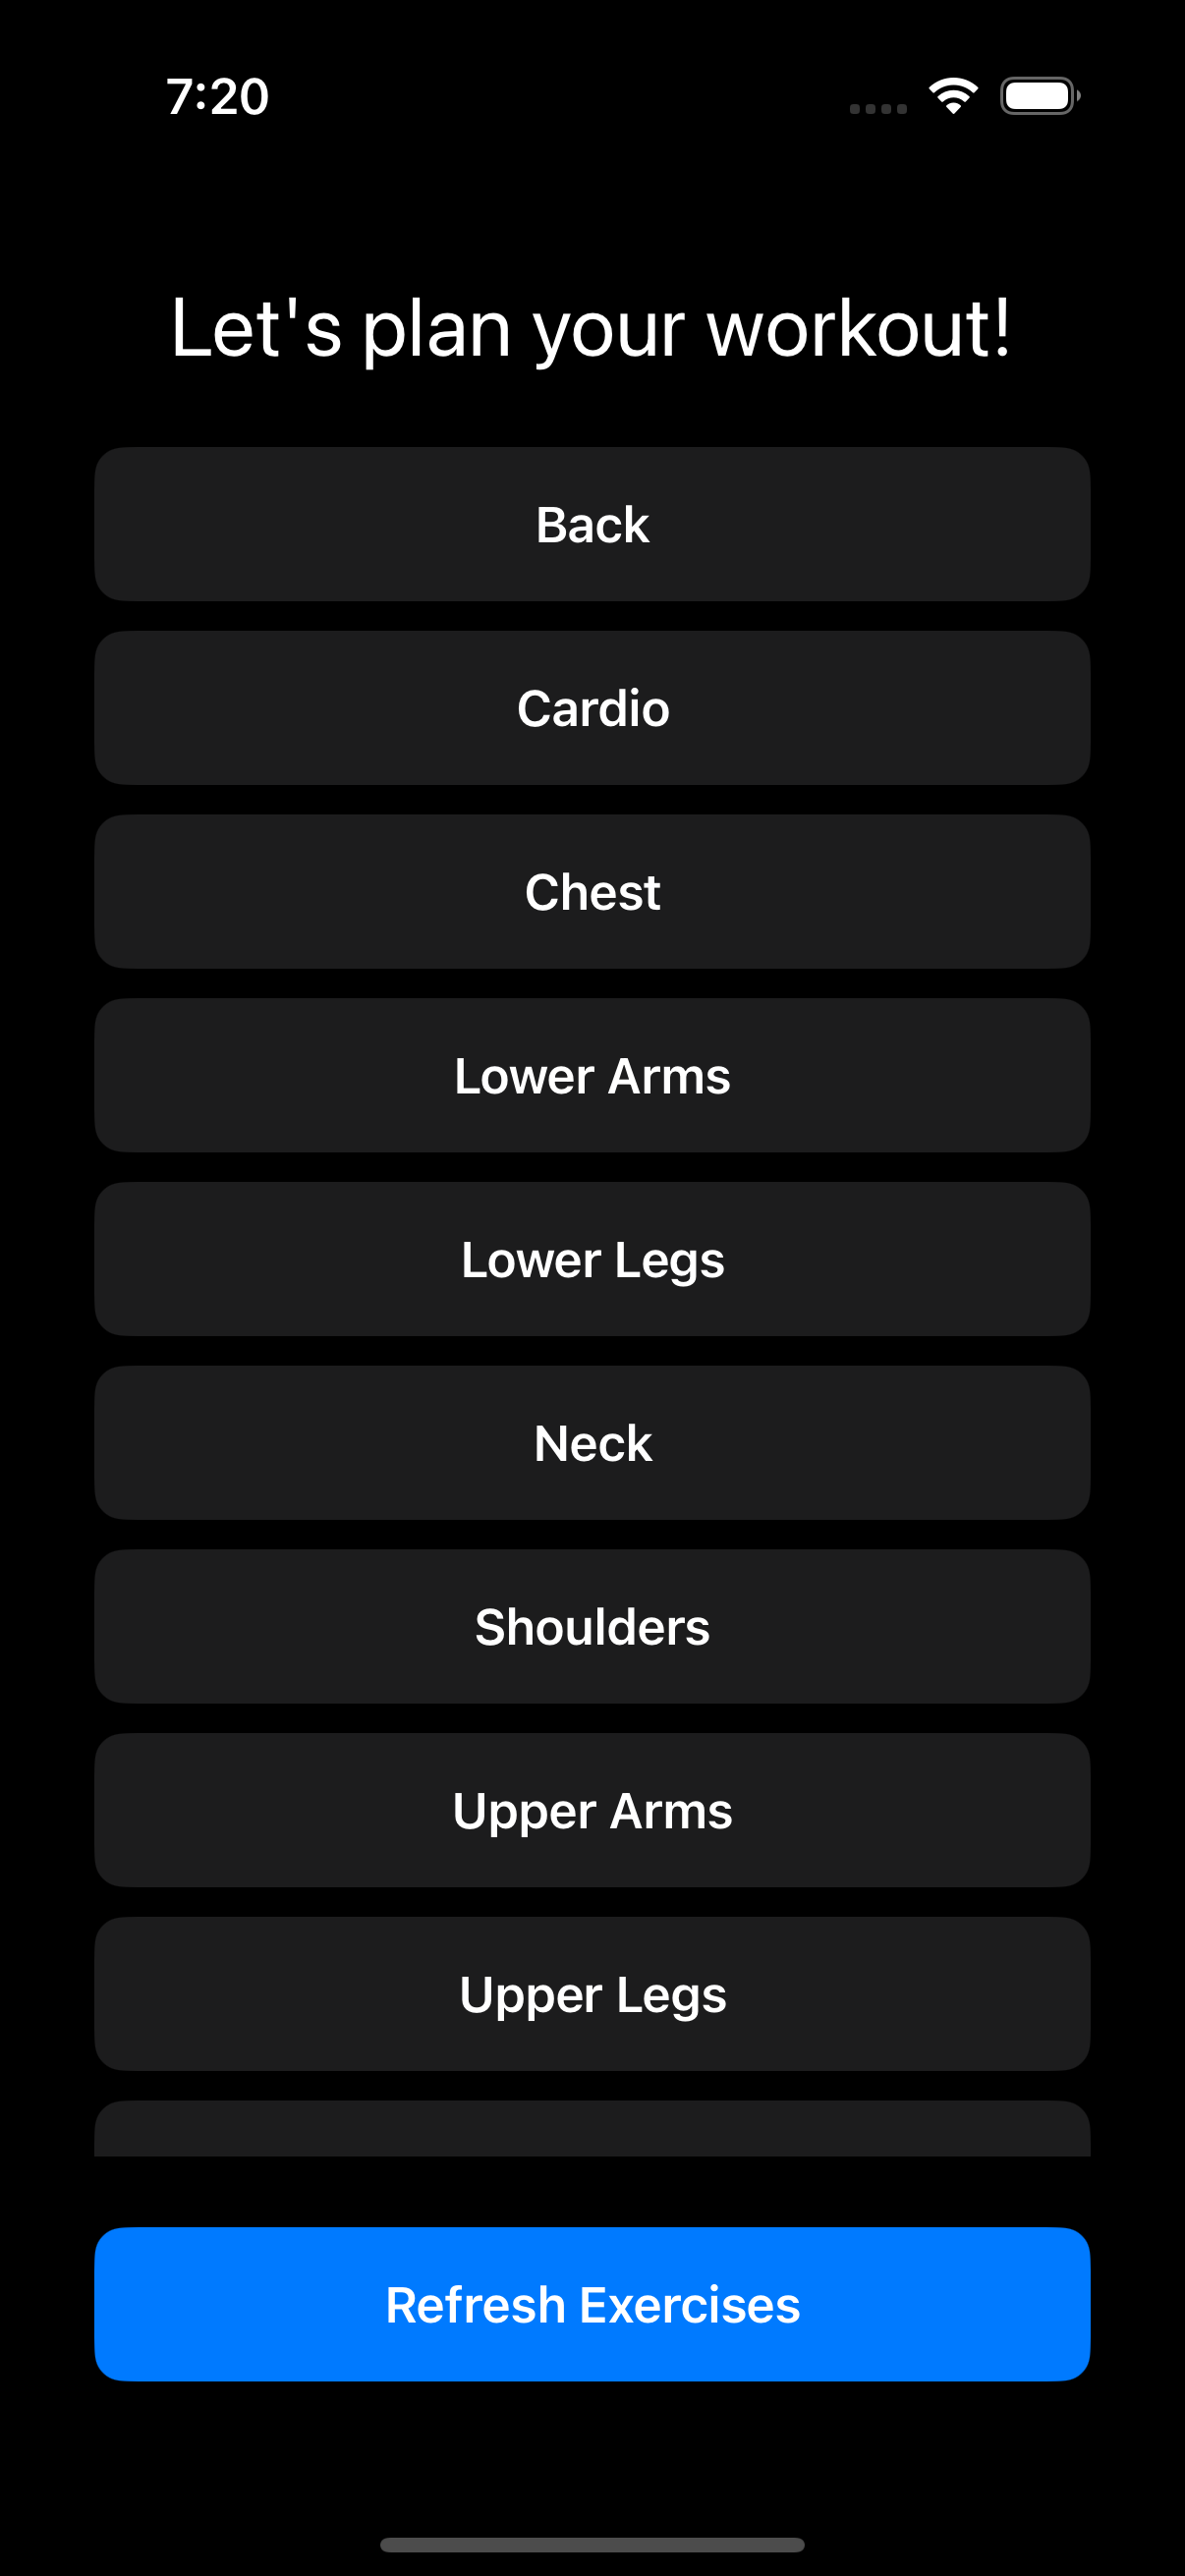 7:20
Let's plan your workout!
Back
Cardio
Chest
Lower Arms
Lower Legs
Neck
Shoulders
Upper Arms
Upper Legs
Refresh Exercises